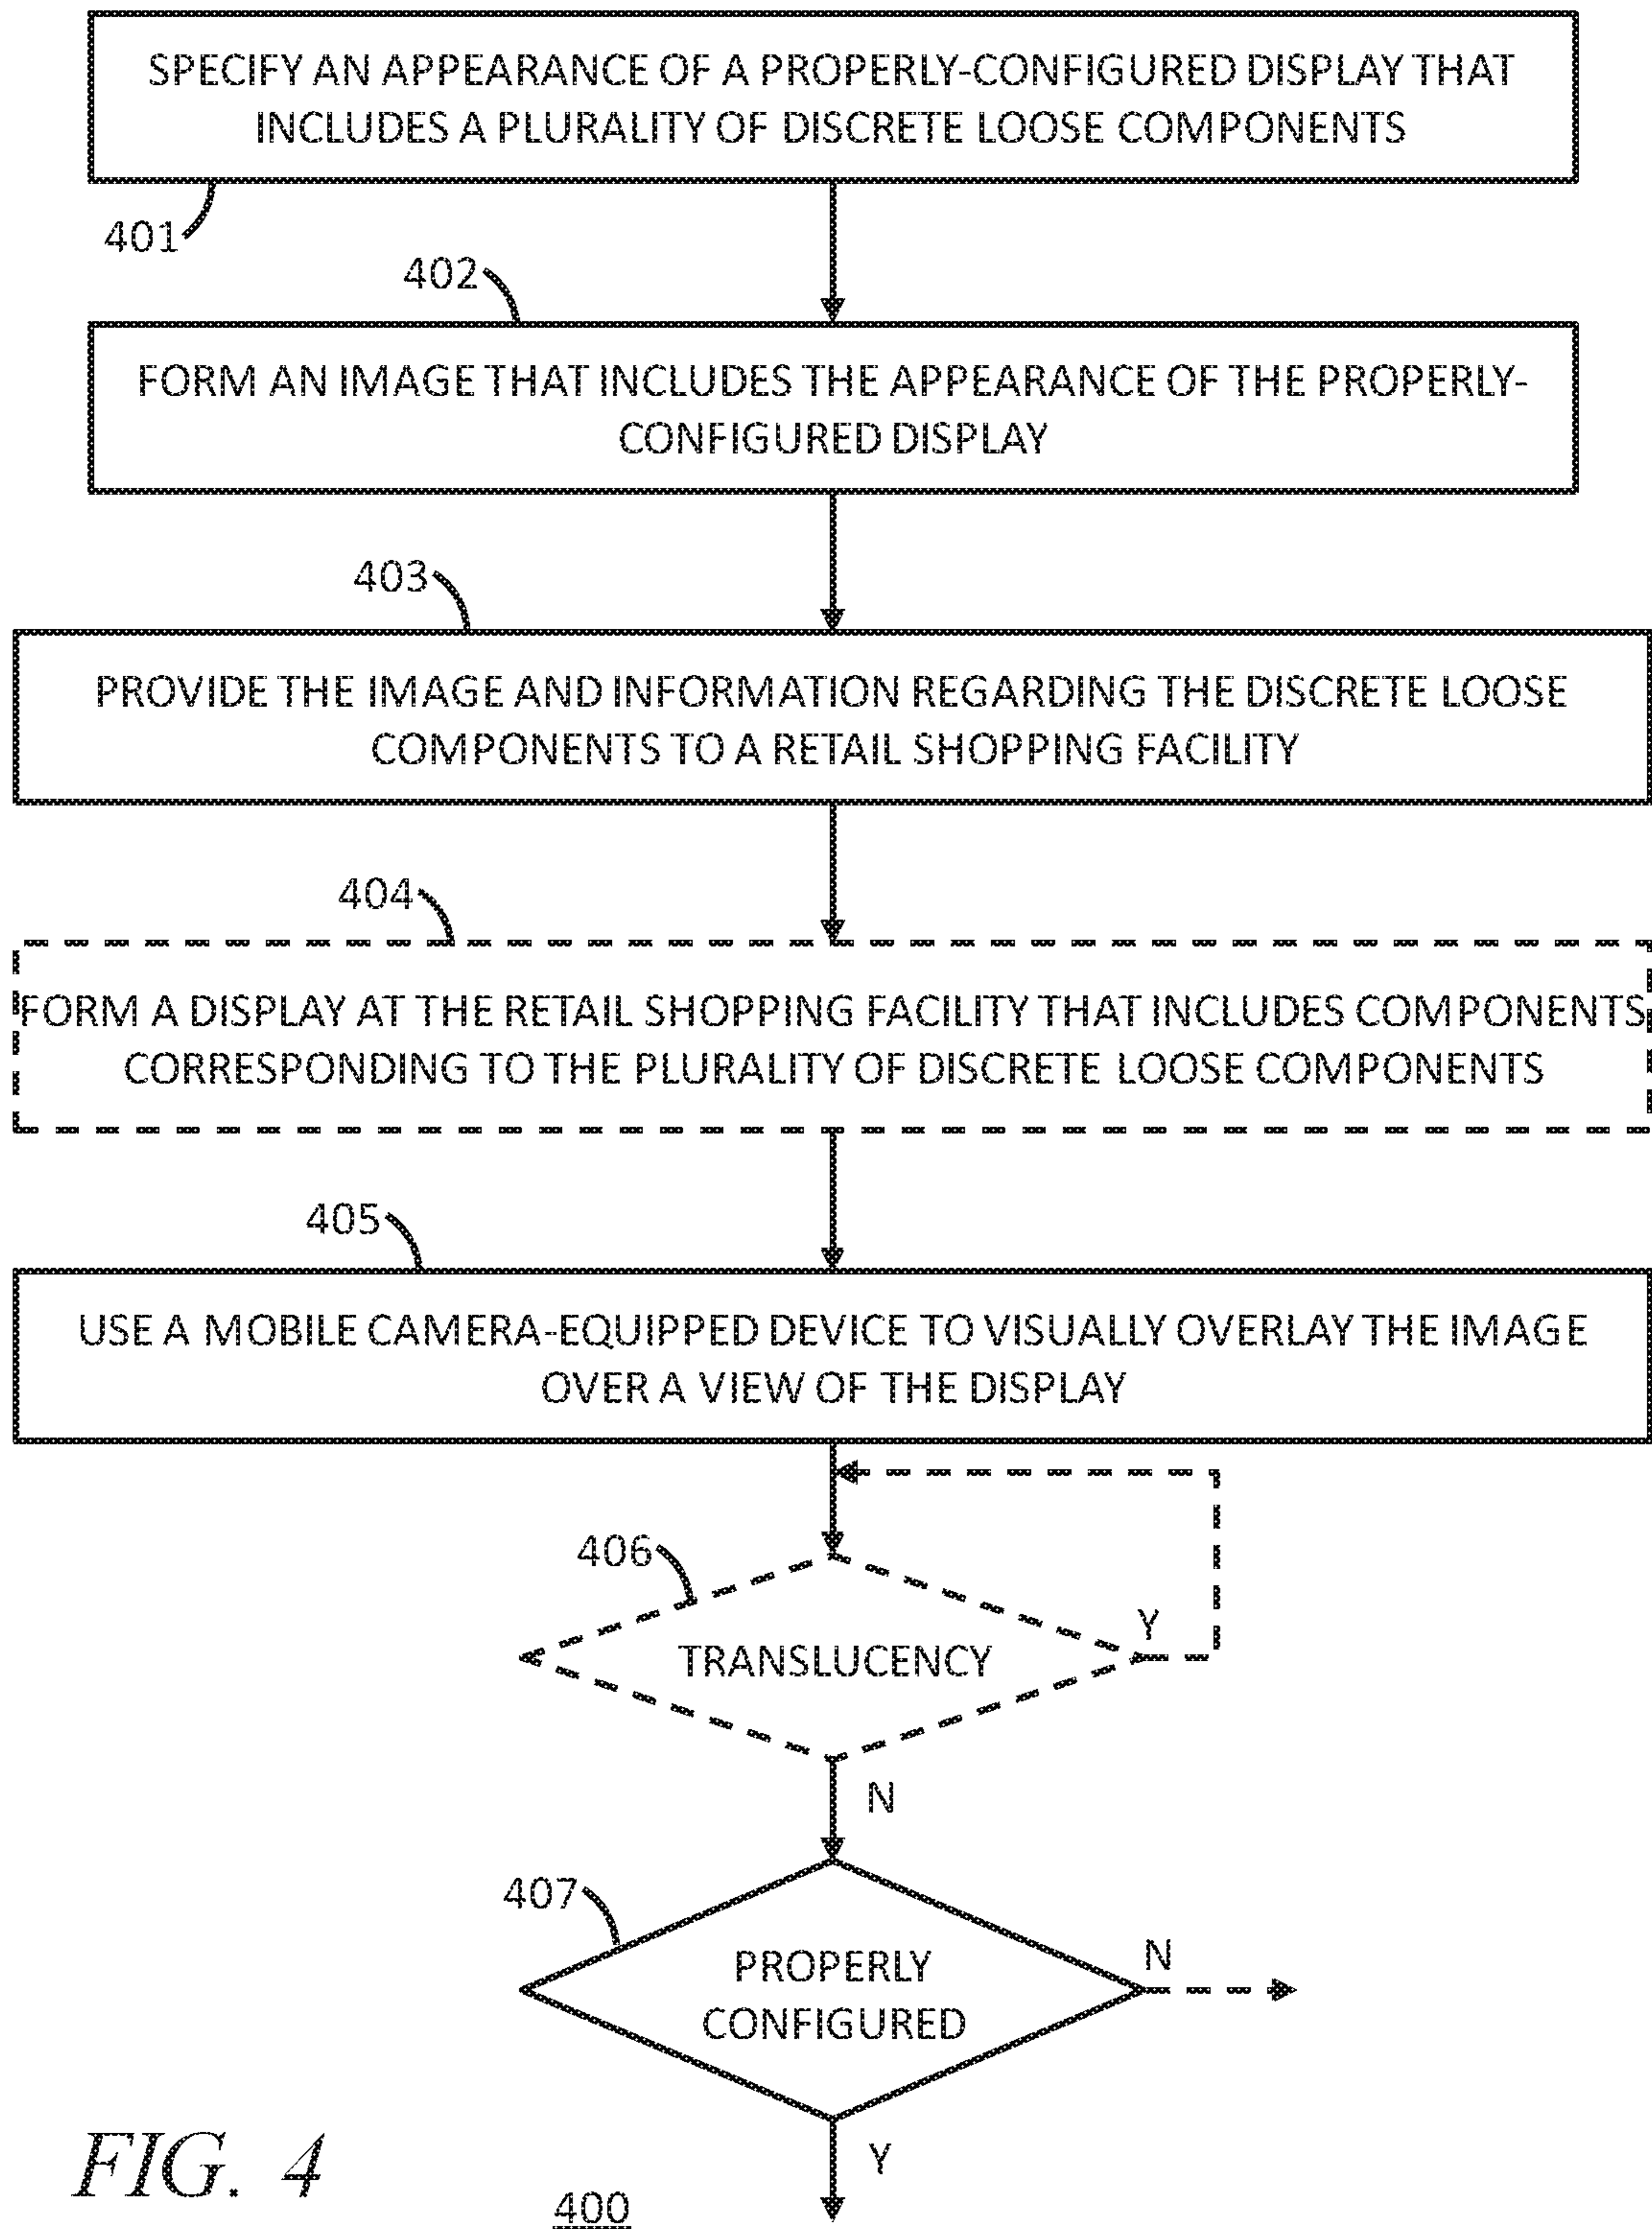 SPECIFY AN APPEARANCE OF A PROPERLY-CONFIGURED DISPLAY THAT
INCLUDES A PLURALITY OF DISCRETE LOOSE COMPONENTS
401
402
FORM AN IMAGE THAT INCLUDES THE APPEARANCE OF THE PROPERLY-
CONFIGURED DISPLAY
403
PROVIDE THE IMAGE AND INFORMATION REGARDING THE DISCRETE LOOSE
COMPONENTS TO A RETAIL SHOPPING FACILITY
404
FORM A DISPLAY AT THE RETAIL SHOPPING FACILITY THAT INCLUDES COMPONENTS
CORRESPONDING TO THE PLURALITY OF DISCRETE LOOSE COMPONENTS
405
USE A MOBILE CAMERA-EQUIPPED DEVICE TO VISUALLY OVERLAY THE IMAGE
OVER A VIEW OF THE DISPLAY
406
Y
TRANSLUCENCY
N
407
N
PROPERLY
CONFIGURED
Y
FIG. 4
400